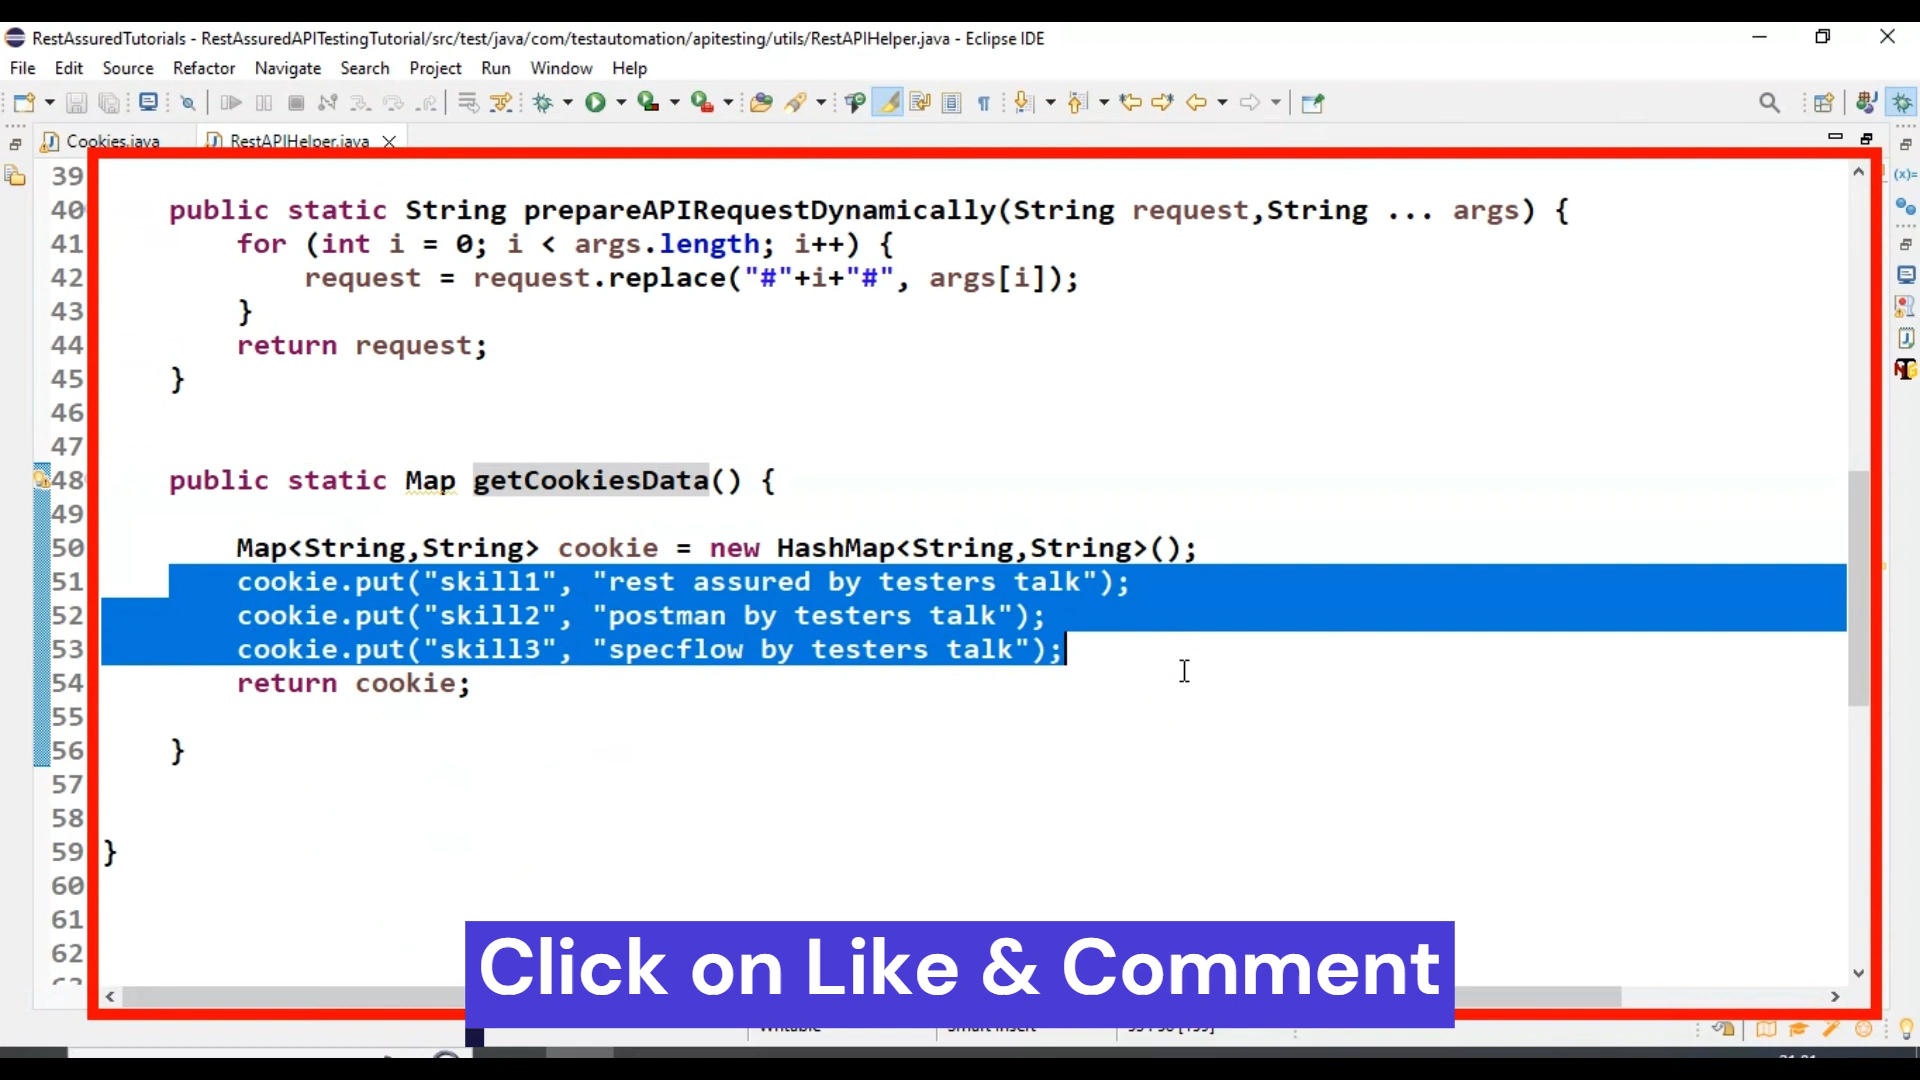 RestAssuredTutorials - RestAssuredAPITestingTutorial/src/test/java/com/testautomation/apitesting/utils/RestAPIHelper.java - Eclipse IDE
File Edit Source Refactor Navigate Search Project Run Window Help
Cookies.java RestAPIHelper.java
39
40 public static String prepareAPIRequestDynamically(String request,String ... args) {
41 for (int i = 0; i < args.length; i++) {
42 request = request.replace("#"+i+"#", args[i]);
43 }
44 return request;
45 }
46
47
48 public static Map getCookiesData() {
49
50 Map<String,String> cookie = new HashMap<String,String>();
51 cookie.put("skill1", "rest assured by testers talk");
52 cookie.put("skill2", "postman by testers talk");
53 cookie.put("skill3", "specflow by testers talk");
54 return cookie;
55
56 }
57
58
59 }
60
61
62
Click on Like & Comment